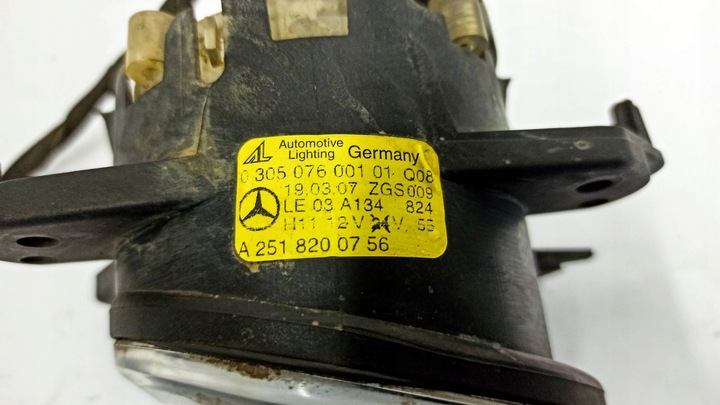 AL Automotive Lighting Germany
0 305 076 001 01 Q08
19.03.07 ZGS 009
LE 03 A134 824
H11 12V 24V 55
A 251 820 07 56